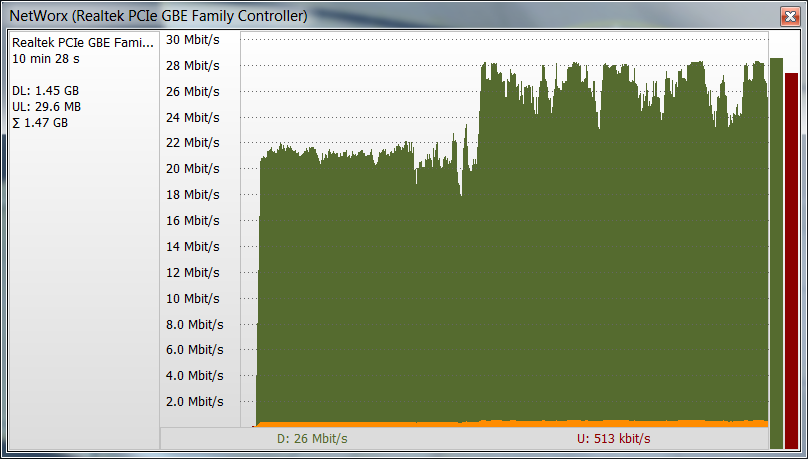 NetWorx (Realtek PCIe GBE Family Controller)
Realtek PCIe GBE Fami...
10 min 28 s
DL: 1.45 GB
UL: 29.6 MB
Σ 1.47 GB
30 Mbit/s
28 Mbit/s
26 Mbit/s
24 Mbit/s
22 Mbit/s
20 Mbit/s
18 Mbit/s
16 Mbit/s
14 Mbit/s
12 Mbit/s
10 Mbit/s
8.0 Mbit/s
6.0 Mbit/s
4.0 Mbit/s
2.0 Mbit/s
D: 26 Mbit/s
U: 513 kbit/s